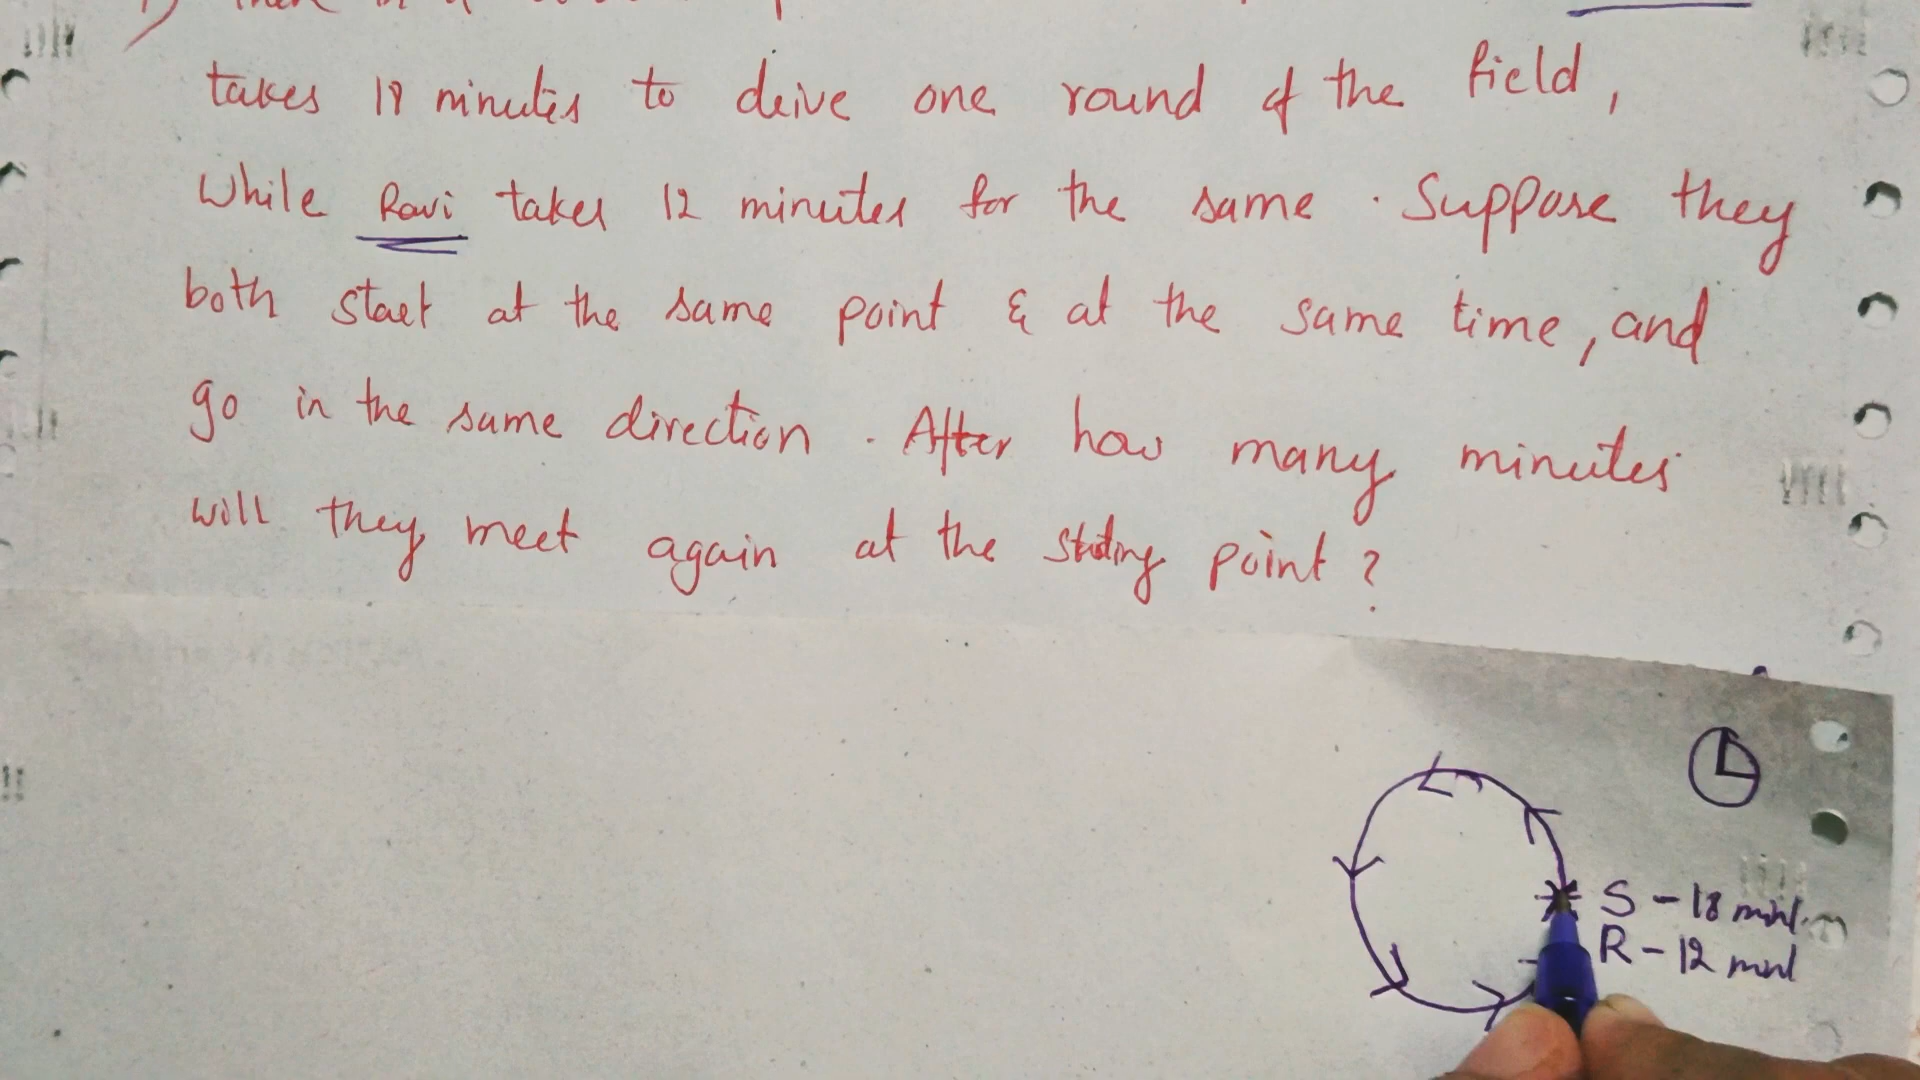 takes 18 minutes to drive one round of the field,
While Ravi takes 12 minutes for the same. Suppose they
both start at the same point & at the same time, and
go in the same direction. After how many minutes
will they meet again at the starting point?
S - 18 mint.
R - 12 mint